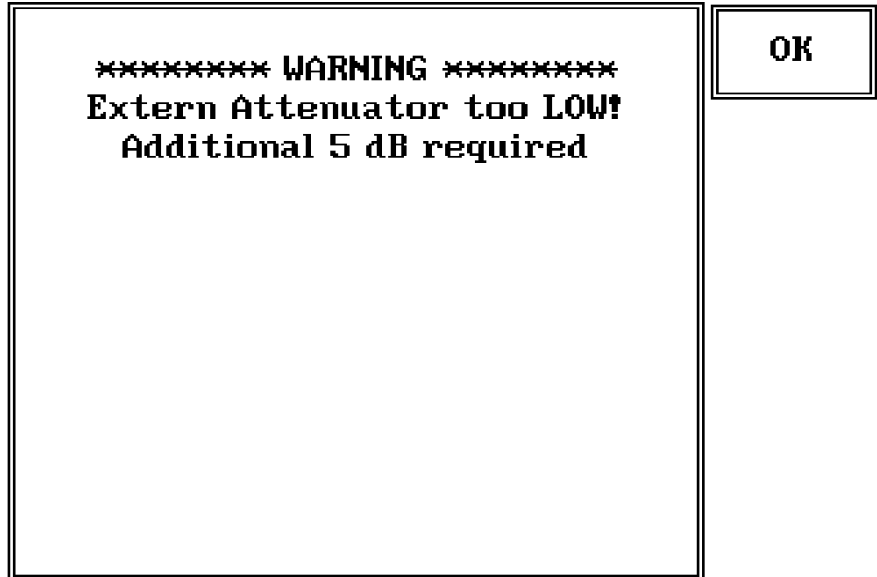 ******** WARNING ********
Extern Attenuator too LOW!
Additional 5 dB required
OK